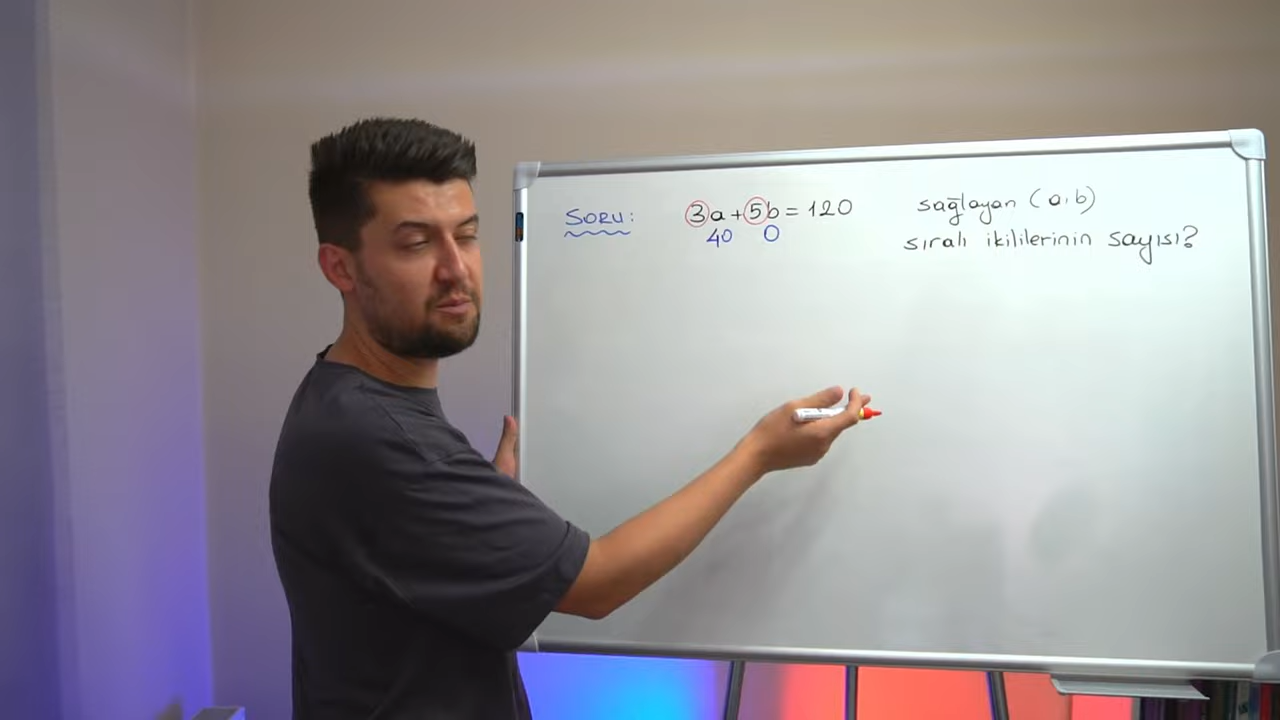 SORU: 3a+5b=120 sağlayan (a,b)
40 0 sıralı ikililerinin sayısı?